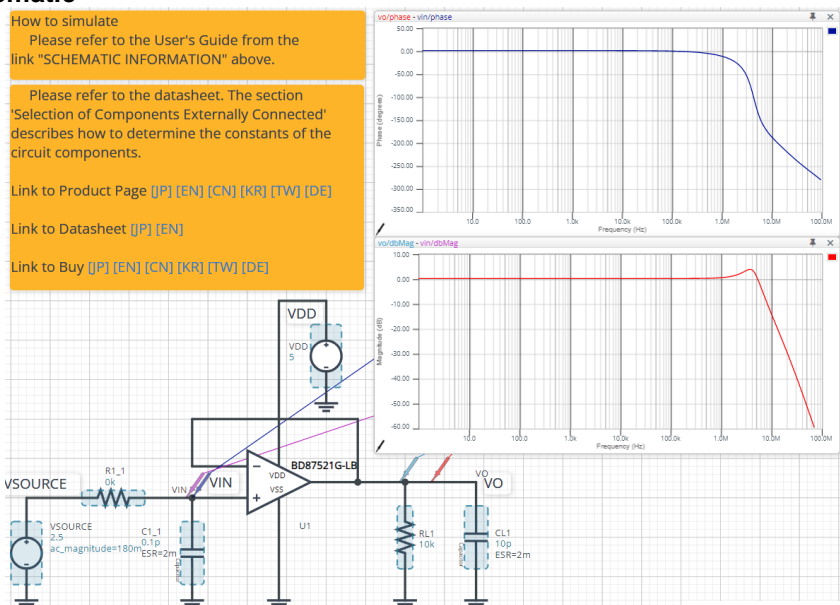 How to simulate
Please refer to the User's Guide from the
link "SCHEMATIC INFORMATION" above.
Please refer to the datasheet. The section
'Selection of Components Externally Connected'
describes how to determine the constants of the
circuit components.
Link to Product Page [JP] [EN] [CN] [KR] [TW] [DE]
Link to Datasheet [JP] [EN]
Link to Buy [JP] [EN] [CN] [KR] [TW] [DE]
vo/phase - vin/phase
50.00
0.00
-50.00
-100.00
-150.00
-200.00
-250.00
-300.00
-350.00
Phase (degrees)
10.0
100.0
1.0k
10.0k
100.0k
1.0M
10.0M
100.0M
Frequency (Hz)
vo/dbMag - vin/dbMag
10.00
0.00
-10.00
-20.00
-30.00
-40.00
-50.00
-60.00
Magnitude (dB)
10.0
100.0
1.0k
10.0k
100.0k
1.0M
10.0M
100.0M
Frequency (Hz)
VDD
VDD
5
BD87521G-LB
VDD
VSS
U1
VSOURCE
R1_1
0k
VIN
VIN
VO
VO
VSOURCE
2.5
ac_magnitude=180m
C1_1
0.1p
ESR=2m
RL1
10k
CL1
10p
ESR=2m